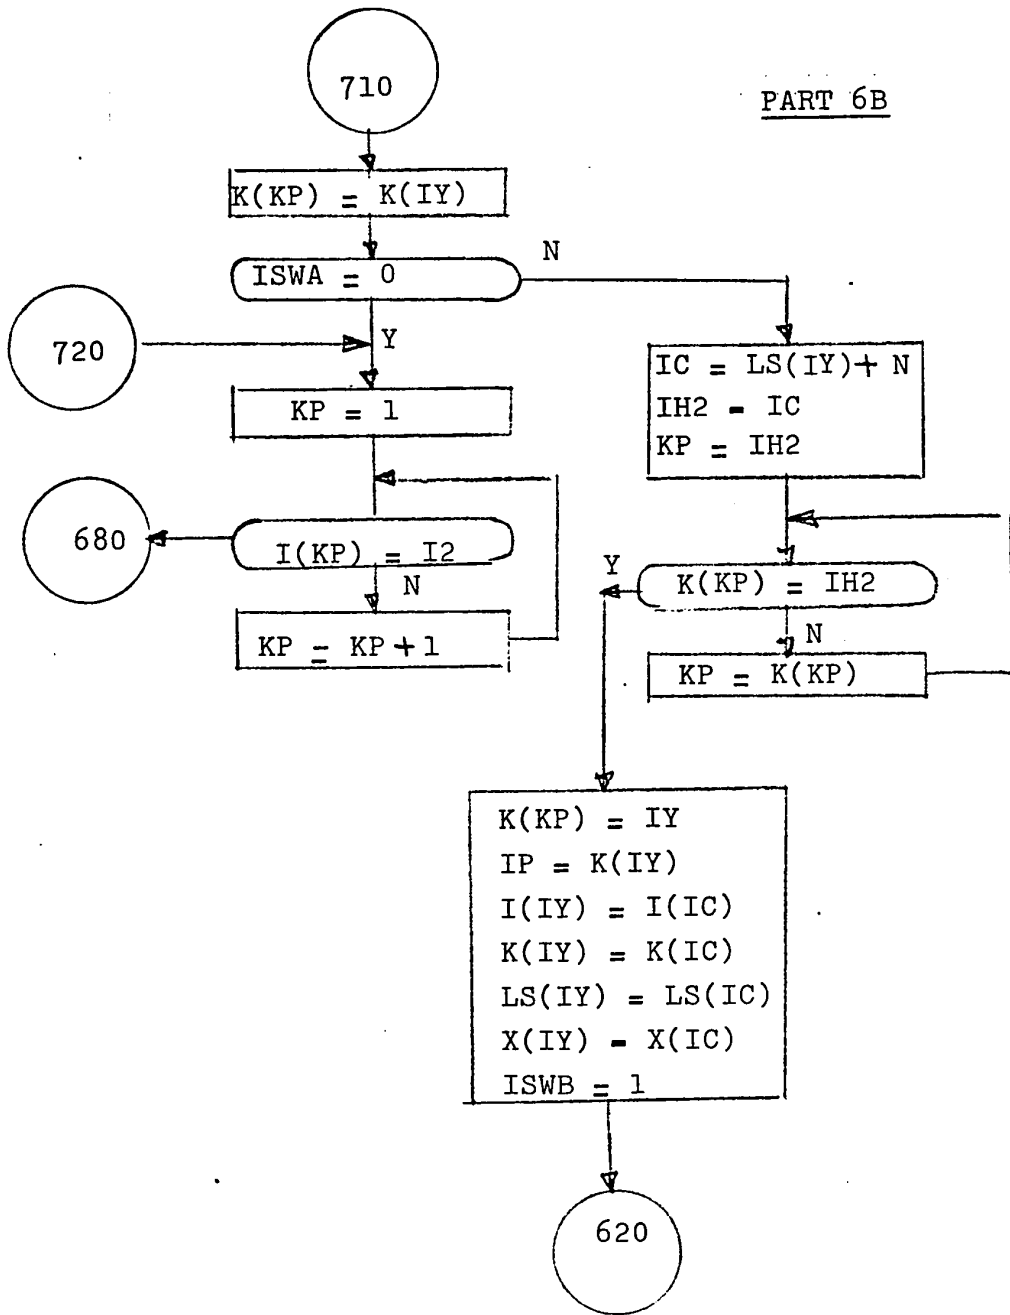 710
PART 6B
K(KP) = K(IY)
ISWA = 0
N
720
Y
KP = 1
IC = LS(IY)+ N
IH2 = IC
KP = IH2
680
I(KP) = I2
N
KP = KP+1
Y
K(KP) = IH2
N
KP = K(KP)
K(KP) = IY
IP = K(IY)
I(IY) = I(IC)
K(IY) = K(IC)
LS(IY) = LS(IC)
X(IY) = X(IC)
ISWB = 1
620